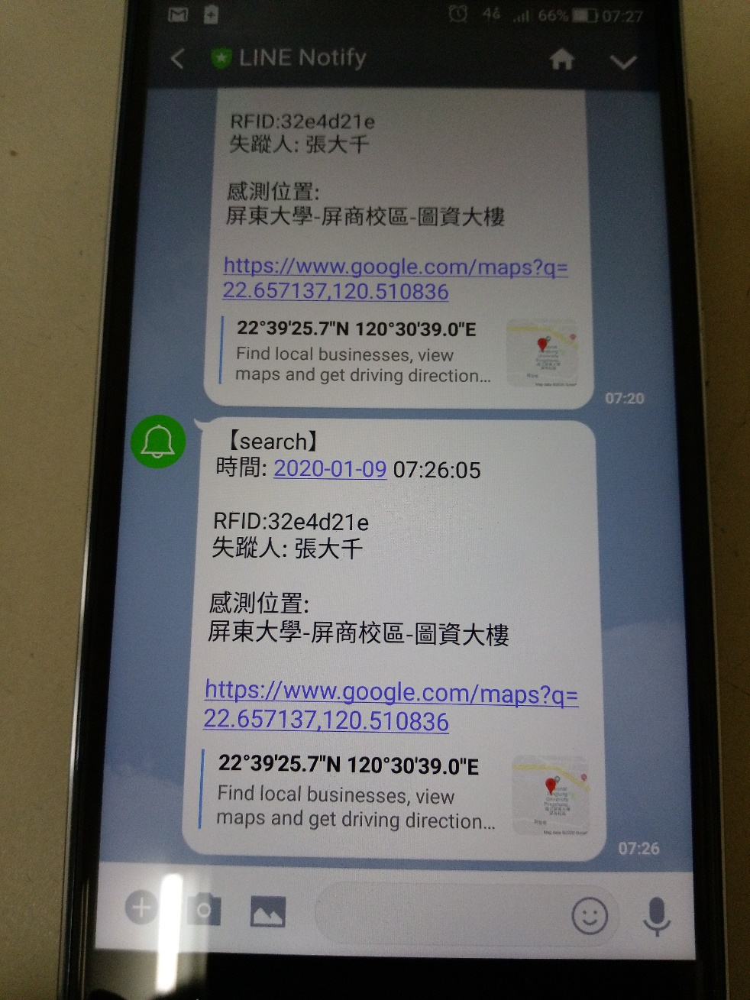 4G 66% 07:27
LINE Notify
RFID:32e4d21e
失蹤人: 張大千
感測位置:
屏東大學-屏商校區-圖資大樓
https://www.google.com/maps?q=
22.657137,120.510836
22°39'25.7"N 120°30'39.0"E
Find local businesses, view
maps and get driving direction...
07:20
【search】
時間: 2020-01-09 07:26:05
RFID:32e4d21e
失蹤人: 張大千
感測位置:
屏東大學-屏商校區-圖資大樓
https://www.google.com/maps?q=
22.657137,120.510836
22°39'25.7"N 120°30'39.0"E
Find local businesses, view
maps and get driving direction...
07:26